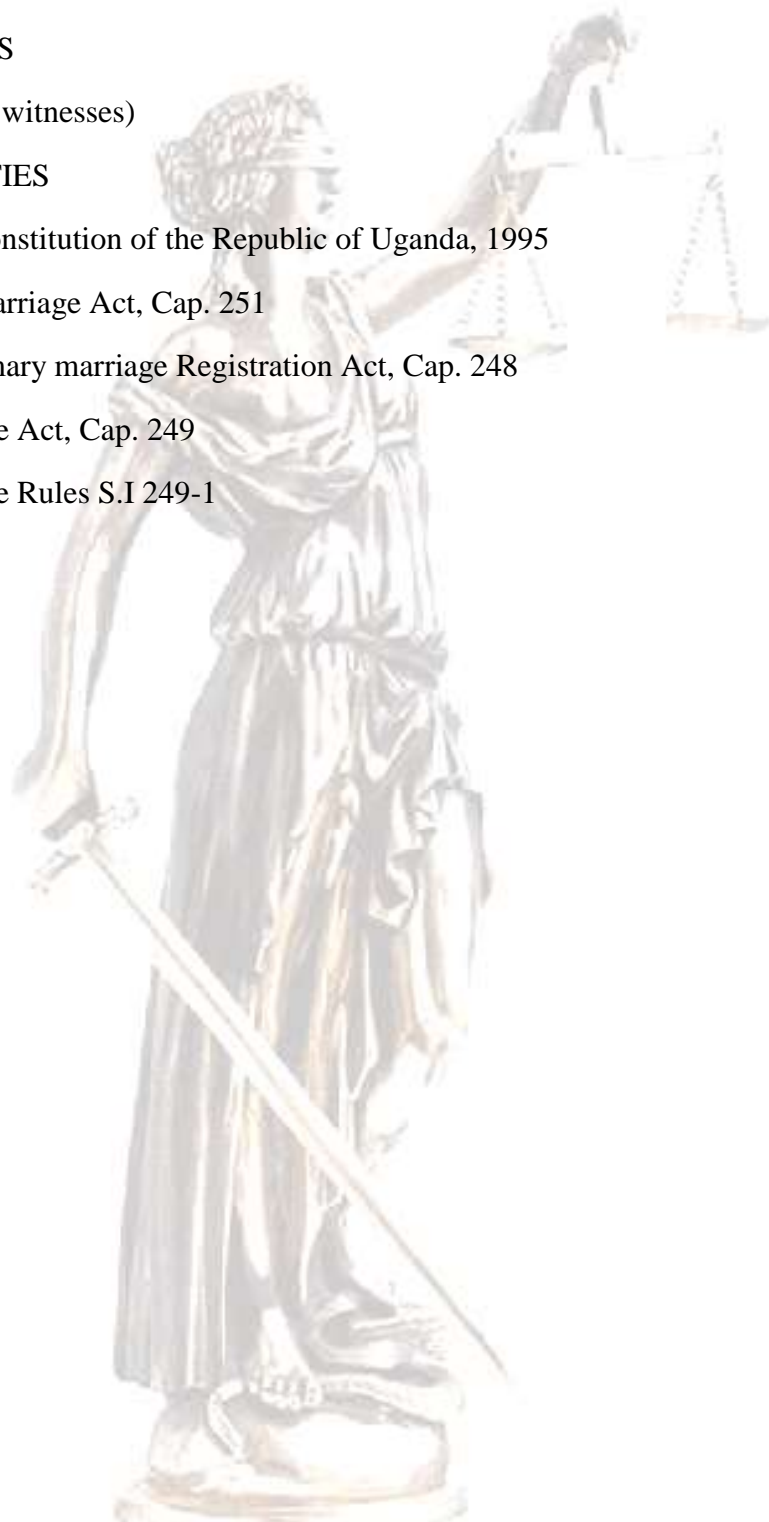 S
witnesses)
TIES
onstitution of the Republic of Uganda, 1995
arriage Act, Cap. 251
nary marriage Registration Act, Cap. 248
e Act, Cap. 249
e Rules S.I 249-1